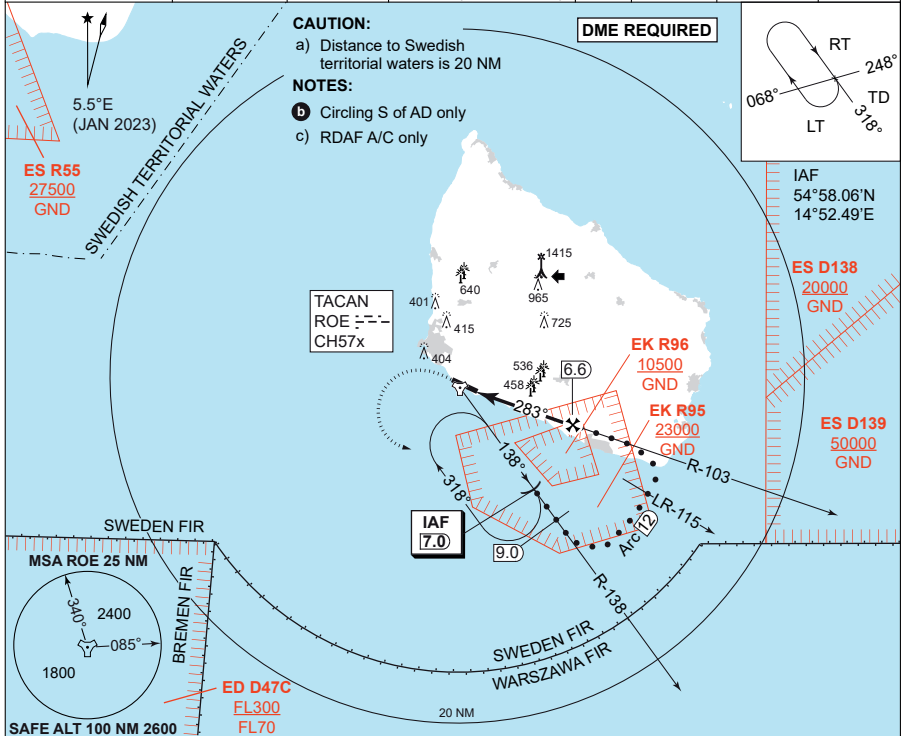 CAUTION:
a) Distance to Swedish
territorial waters is 20 NM
NOTES:
b Circling S of AD only
c) RDAF A/C only
DME REQUIRED
RT
248°
068°
TD
LT
318°
5.5°E
(JAN 2023)
SWEDISH TERRITORIAL WATERS
ES R55
27500
GND
IAF
54°58.06'N
14°52.49'E
ES D138
20000
GND
TACAN
ROE
CH57x
1415
640
965
401
415
725
404
536
458
6.6
EK R96
10500
GND
EK R95
23000
GND
ES D139
50000
GND
283°
138°
318°
R-103
LR-115
Arc 12
IAF
7.0
9.0
R-138
SWEDEN FIR
MSA ROE 25 NM
340°
2400
085°
1800
SAFE ALT 100 NM 2600
BREMEN FIR
SWEDEN FIR
WARSZAWA FIR
ED D47C
FL300
FL70
20 NM